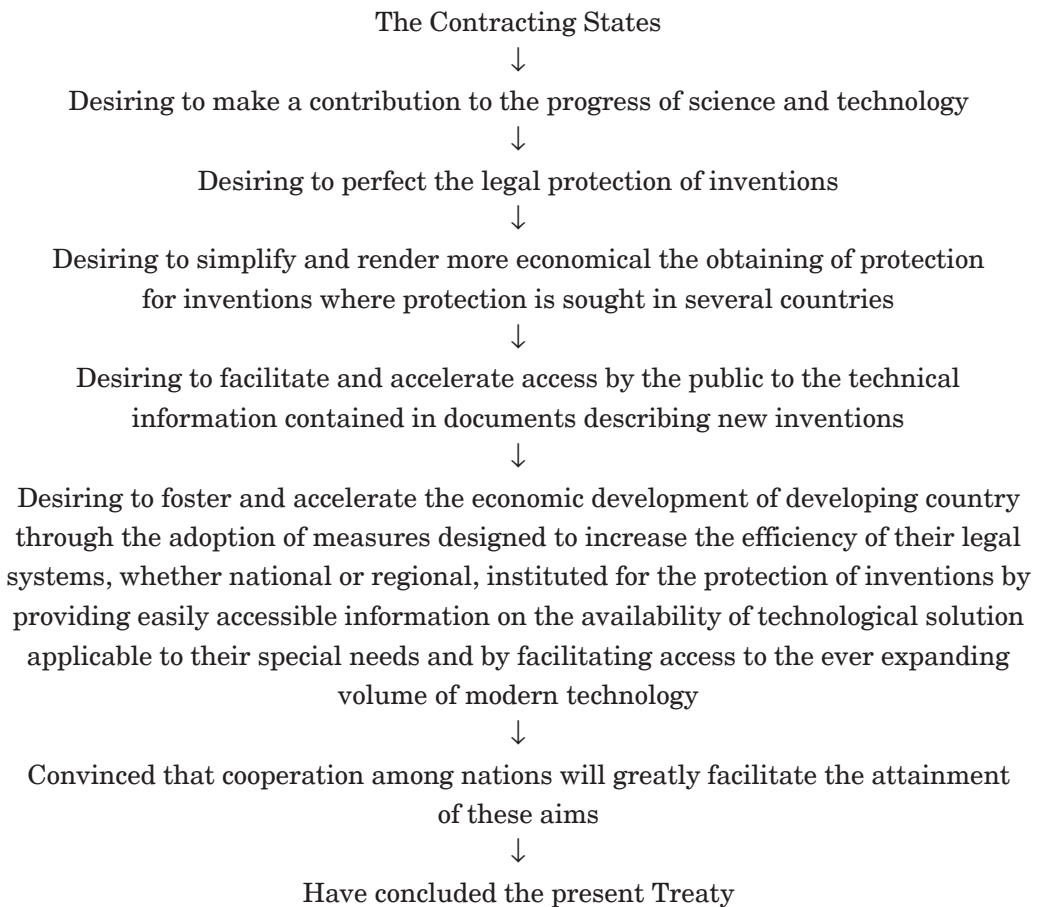 The Contracting States
↓
Desiring to make a contribution to the progress of science and technology
↓
Desiring to perfect the legal protection of inventions
↓
Desiring to simplify and render more economical the obtaining of protection
for inventions where protection is sought in several countries
↓
Desiring to facilitate and accelerate access by the public to the technical
information contained in documents describing new inventions
↓
Desiring to foster and accelerate the economic development of developing country
through the adoption of measures designed to increase the efficiency of their legal
systems, whether national or regional, instituted for the protection of inventions by
providing easily accessible information on the availability of technological solution
applicable to their special needs and by facilitating access to the ever expanding
volume of modern technology
↓
Convinced that cooperation among nations will greatly facilitate the attainment
of these aims
↓
Have concluded the present Treaty